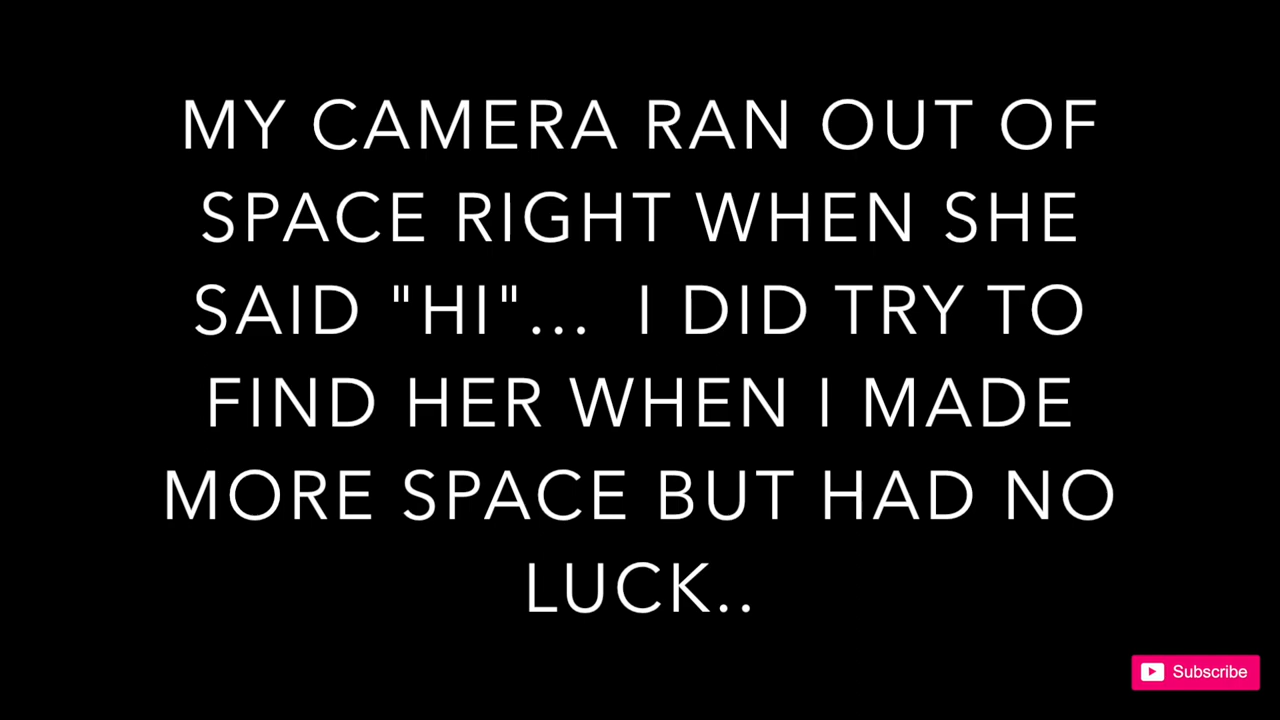 MY CAMERA RAN OUT OF
SPACE RIGHT WHEN SHE
SAID "HI"...  I DID TRY TO
FIND HER WHEN I MADE
MORE SPACE BUT HAD NO
LUCK..
Subscribe